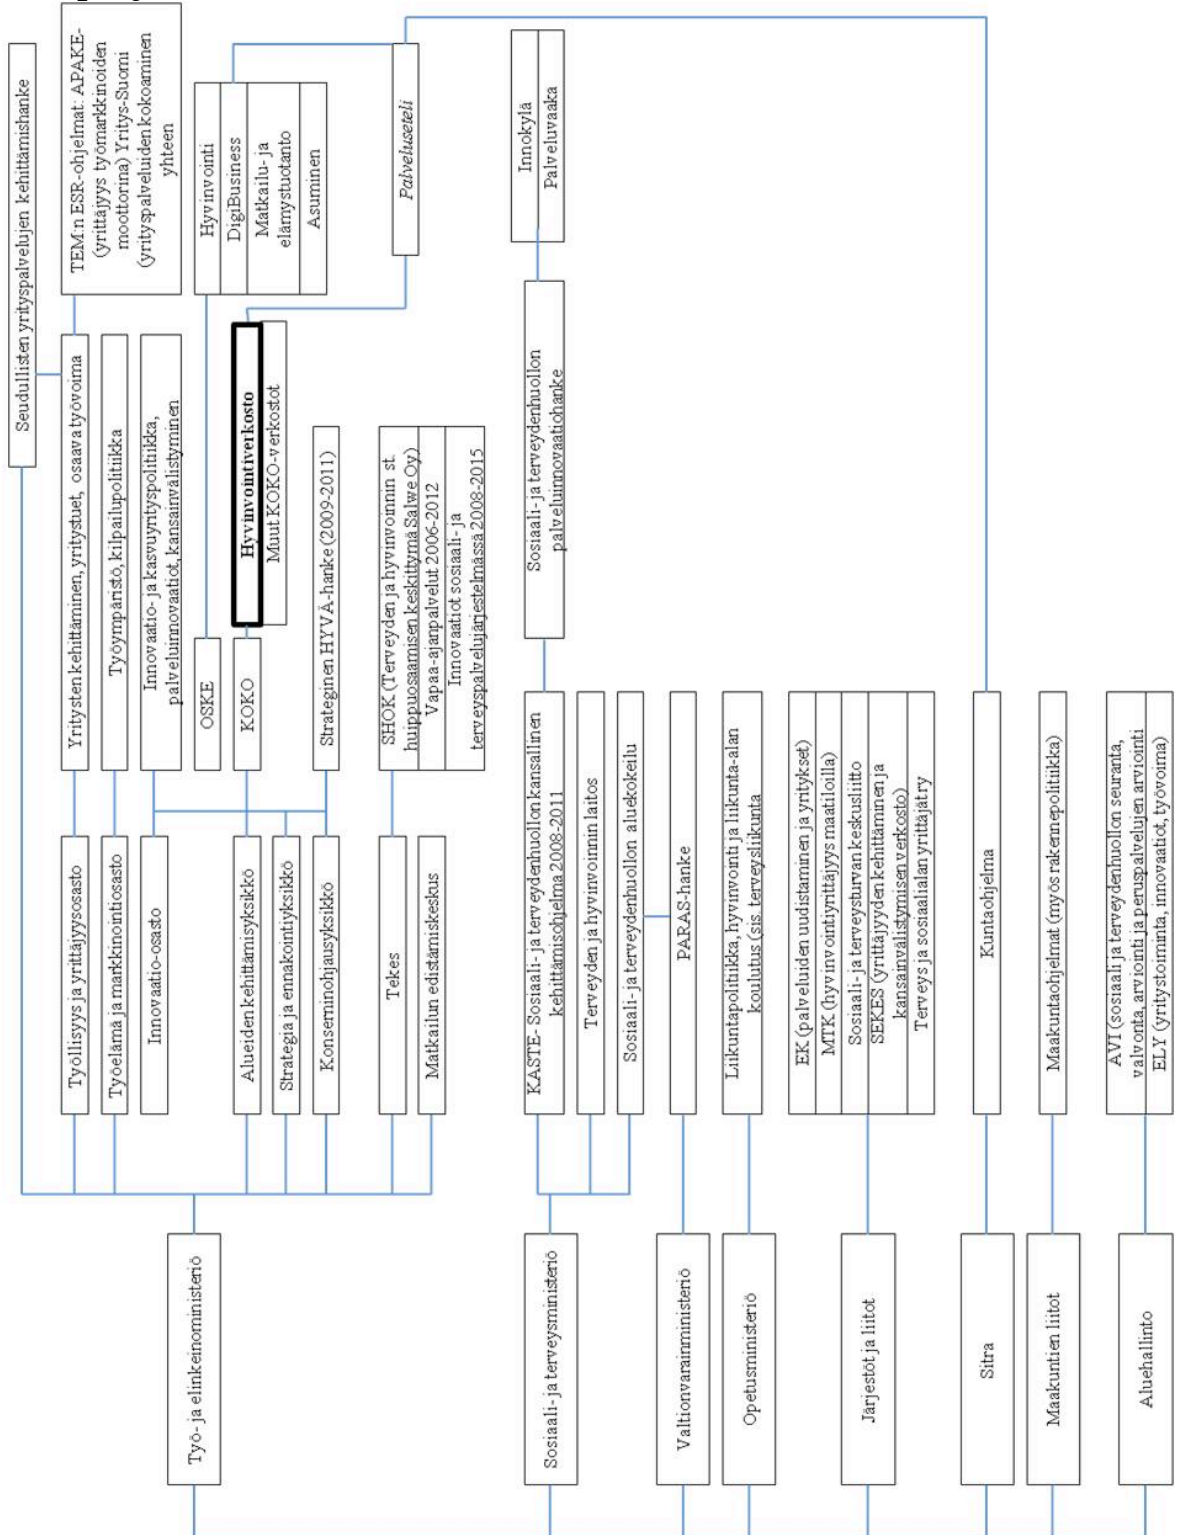 Seudullisten yrityspalvelujen kehittämishanke
Työ- ja elinkeinoministeriö
Työllisyys ja yrittäjyysosasto
Yritysten kehittäminen, yritystuet, osaava työvoima
TEM:n ESR-ohjelmat: APAKE-
(yrittäjyys työmarkkinoiden
moottorina) Yritys-Suomi
(yrityspalveluiden kokoaminen
yhteen
Työelämä ja markkinointiosasto
Työympäristö, kilpailupolitiikka
Innovaatio-osasto
Innovaatio- ja kasvuyrityspolitiikka,
palveluinnovaatiot, kansainvälistyminen
OSKE
Hyvinvointi
DigiBusiness
Matkailu- ja
elämystuotanto
Asuminen
Alueiden kehittämisyksikkö
KOKO
Hyvinvointiverkosto
Muut KOKO-verkostot
Strategia ja ennakointiyksikkö
Konserninohjausyksikkö
Strateginen HYVÄ-hanke (2009-2011)
Palveluseteli
Tekes
SHOK (Terveyden ja hyvinvoinnin st.
huippuosaamisen keskittymä Salwe Oy)
Vapaa-ajanpalvelut 2006-2012
Innovaatiot sosiaali- ja
terveyspalvelujärjestelmässä 2008-2015
Matkailun edistämiskeskus
Sosiaali- ja terveysministeriö
KASTE- Sosiaali- ja terveydenhuollon kansallinen
kehittämisohjelma 2008-2011
Sosiaali- ja terveydenhuollon
palveluinnovaatiohanke
Innokylä
Palveluvaaka
Terveyden ja hyvinvoinnin laitos
Sosiaali- ja terveydenhuollon aluekokeilu
Valtionvarainministeriö
PARAS-hanke
Opetusministeriö
Liikuntapolitiikka, hyvinvointi ja liikunta-alan
koulutus (sis. terveysliikunta
Järjestöt ja liitot
EK (palveluiden uudistaminen ja yritykset)
MTK (hyvinvointiyrittäjyys maatiloilla)
Sosiaali- ja terveysturvan keskusliitto
SEKES (yrittäjyyden kehittäminen ja
kansainvälistymisen verkosto)
Terveys ja sosiaalialan yrittäjät ry
Sitra
Kuntaohjelma
Maakuntien liitot
Maakuntaohjelmat (myös rakennepolitiikka)
Aluehallinto
AVI (sosiaali ja terveydenhuollon seuranta,
valvonta, arviointi ja peruspalvelujen arviointi
ELY (yritystoiminta, innovaatiot, työvoima)